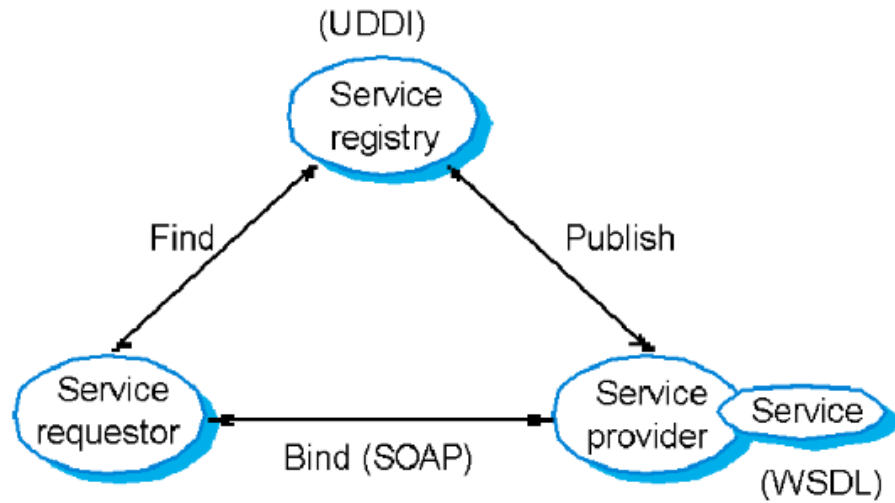 (UDDI)
Service
registry
Find
Publish
Service
requestor
Bind (SOAP)
Service
provider
Service
(WSDL)